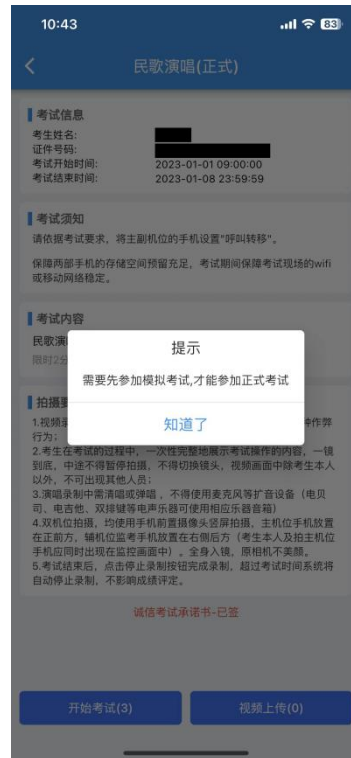 10:43
83
民歌演唱(正式)
考试信息
考生姓名:
证件号码:
考试开始时间: 2023-01-01 09:00:00
考试结束时间: 2023-01-08 23:59:59
考试须知
请依据考试要求，将主副机位的手机设置"呼叫转移"。
保障两部手机的存储空间预留充足，考试期间保障考试现场的wifi
或移动网络稳定。
考试内容
民歌演
限时2分
提示
需要先参加模拟考试,才能参加正式考试
知道了
拍摄要
1.视频录
种作弊
行为；
2.考生在考试的过程中，一次性完整地展示考试操作的内容，一镜
到底，中途不得暂停拍摄，不得切换镜头，视频画面中除考生本人
以外，不可出现其他人员；
3.演唱录制中需清唱或弹唱，不得使用麦克风等扩音设备（电贝
司、电吉他、双排键等电声乐器可使用相应乐器音箱）
4.双机位拍摄，均使用手机前置摄像头竖屏拍摄，主机位手机放置
在正前方，辅机位监考手机放置在右侧后方（考生本人及拍主机位
手机应同时出现在监控画面中）。全身入镜，原相机不美颜。
5.考试结束后，点击停止录制按钮完成录制，超过考试时间系统将
自动停止录制，不影响成绩评定。
诚信考试承诺书-已签
开始考试(3)
视频上传(0)